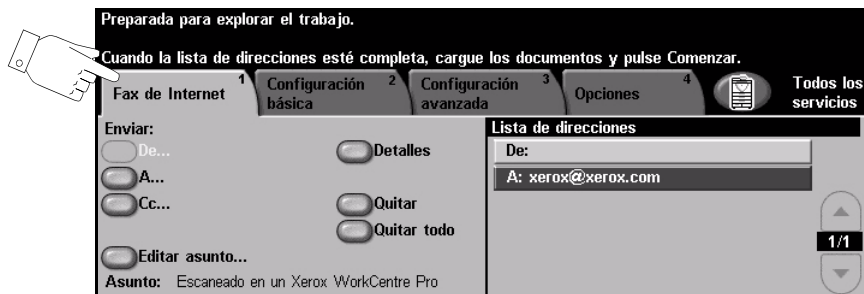 Preparada para explorar el trabajo.
Cuando la lista de direcciones esté completa, cargue los documentos y pulse Comenzar.
Fax de Internet 1
Configuración básica 2
Configuración avanzada 3
Opciones 4
Todos los servicios
Enviar:
De...
Detalles
A...
Cc...
Quitar
Quitar todo
Editar asunto...
Asunto: Escaneado en un Xerox WorkCentre Pro
Lista de direcciones
De:
A: xerox@xerox.com
1/1